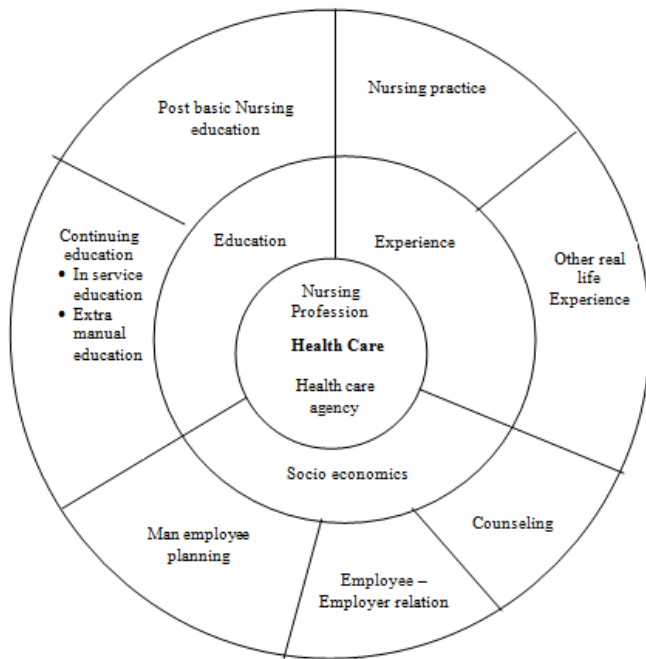 Post basic Nursing
education
Nursing practice
Continuing
education
• In service
education
• Extra
manual
education
Education
Experience
Other real
life
Experience
Nursing
Profession
Health Care
Health care
agency
Socio economics
Man employee
planning
Employee –
Employer relation
Counseling